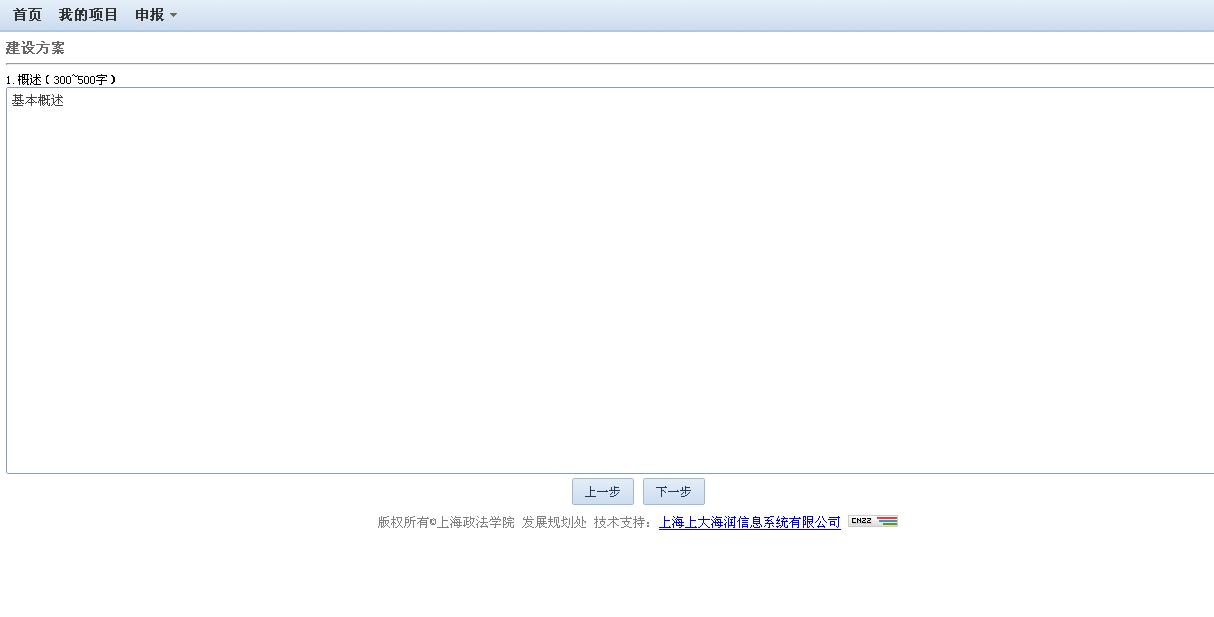 首页 我的项目 申报
建设方案
1.概述（300~500字）
基本概述
上一步 下一步
版权所有©上海政法学院 发展规划处 技术支持：上海上大海润信息系统有限公司 CNZZ